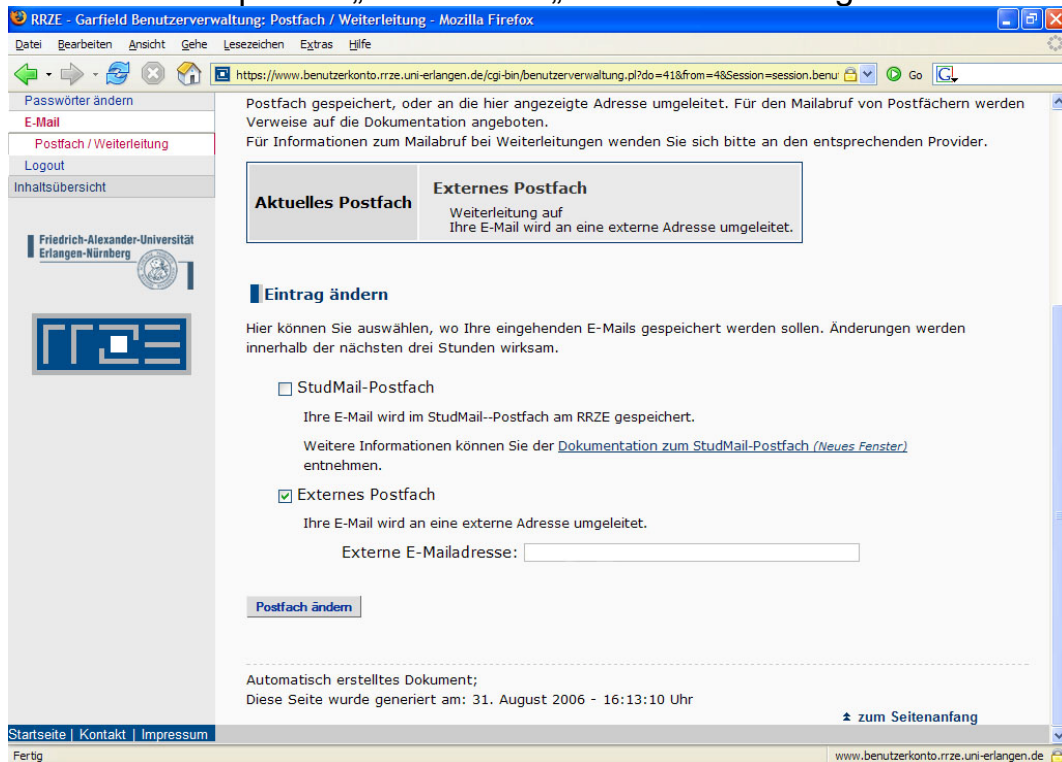 RRZE - Garfield Benutzerverwaltung: Postfach / Weiterleitung - Mozilla Firefox
Datei Bearbeiten Ansicht Gehe Lesezeichen Extras Hilfe
https://www.benutzerkonto.rrze.uni-erlangen.de/cgi-bin/benutzerverwaltung.pl?do=41&from=4&Session=session.benu Go
Passwörter ändern
E-Mail
Postfach / Weiterleitung
Logout
Inhaltsübersicht
Friedrich-Alexander-Universität
Erlangen-Nürnberg
rrze
Postfach gespeichert, oder an die hier angezeigte Adresse umgeleitet. Für den Mailabruf von Postfächern werden
Verweise auf die Dokumentation angeboten.
Für Informationen zum Mailabruf bei Weiterleitungen wenden Sie sich bitte an den entsprechenden Provider.
Aktuelles Postfach
Externes Postfach
Weiterleitung auf
Ihre E-Mail wird an eine externe Adresse umgeleitet.
Eintrag ändern
Hier können Sie auswählen, wo Ihre eingehenden E-Mails gespeichert werden sollen. Änderungen werden
innerhalb der nächsten drei Stunden wirksam.
StudMail-Postfach
Ihre E-Mail wird im StudMail--Postfach am RRZE gespeichert.
Weitere Informationen können Sie der Dokumentation zum StudMail-Postfach (Neues Fenster)
entnehmen.
Externes Postfach
Ihre E-Mail wird an eine externe Adresse umgeleitet.
Externe E-Mailadresse:
Postfach ändern
Automatisch erstelltes Dokument;
Diese Seite wurde generiert am: 31. August 2006 - 16:13:10 Uhr
zum Seitenanfang
Startseite | Kontakt | Impressum
Fertig
www.benutzerkonto.rrze.uni-erlangen.de